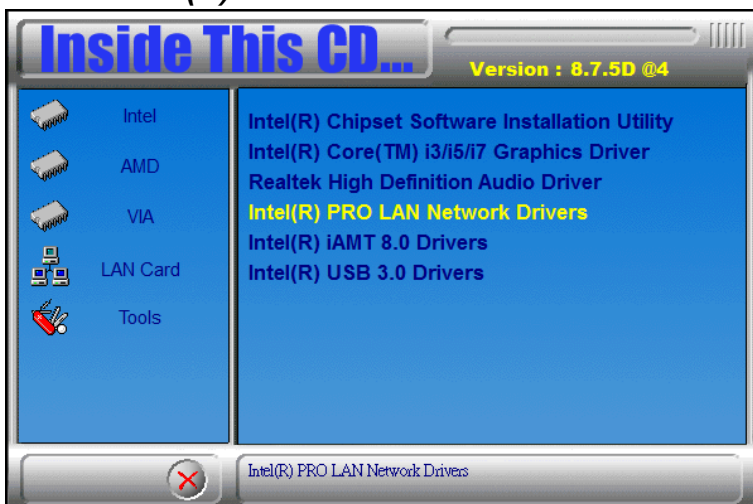 Inside This CD...
Version : 8.7.5D @4
Intel
AMD
VIA
LAN Card
Tools
Intel(R) Chipset Software Installation Utility
Intel(R) Core(TM) i3/i5/i7 Graphics Driver
Realtek High Definition Audio Driver
Intel(R) PRO LAN Network Drivers
Intel(R) iAMT 8.0 Drivers
Intel(R) USB 3.0 Drivers
Intel(R) PRO LAN Network Drivers